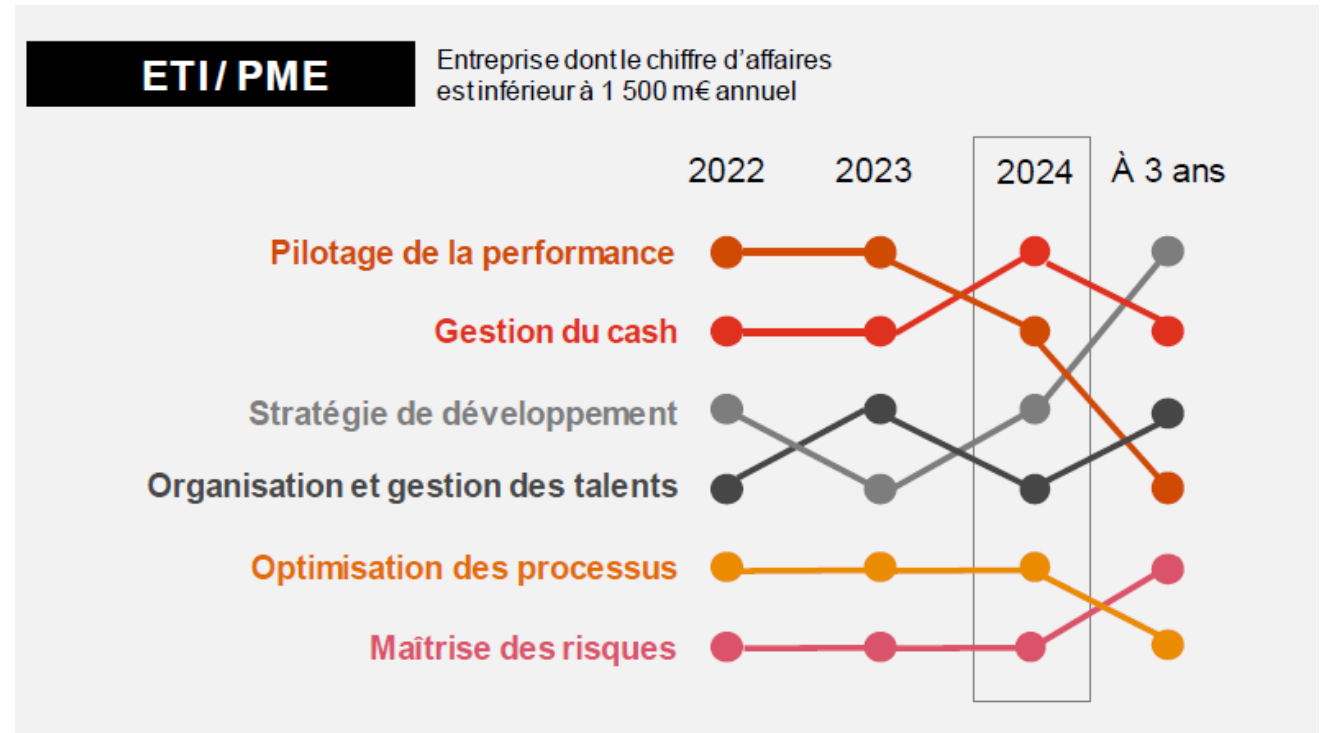 ETI / PME
Entreprise dont le chiffre d’affaires
est inférieur à 1 500 m€ annuel
2022 2023 2024 À 3 ans
Pilotage de la performance
Gestion du cash
Stratégie de développement
Organisation et gestion des talents
Optimisation des processus
Maîtrise des risques